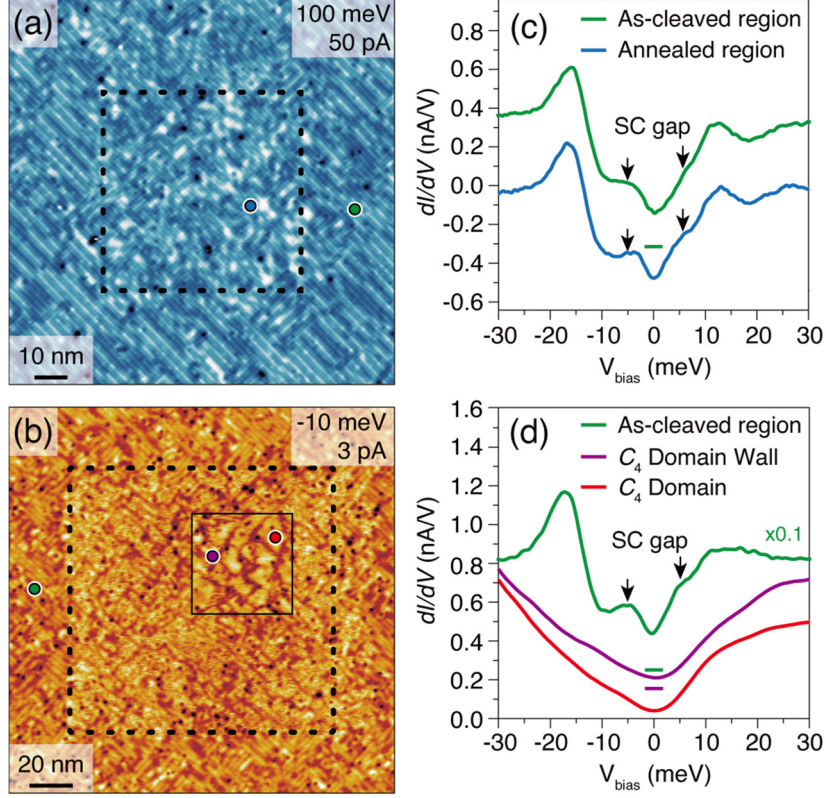 (a)
100 meV
50 pA
10 nm
(b)
-10 meV
3 pA
20 nm
(c)
As-cleaved region
Annealed region
SC gap
dI/dV (nA/V)
0.8
0.6
0.4
0.2
0.0
-0.2
-0.4
-0.6
-30 -20 -10 0 10 20 30
V_bias (meV)
(d)
As-cleaved region
C₄ Domain Wall
C₄ Domain
x0.1
SC gap
dI/dV (nA/V)
1.6
1.4
1.2
1.0
0.8
0.6
0.4
0.2
0.0
-30 -20 -10 0 10 20 30
V_bias (meV)